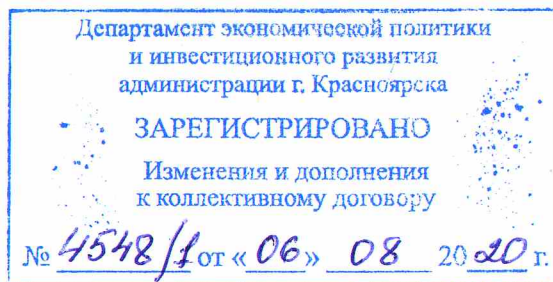 Департамент экономической политики
и инвестиционного развития
администрации г. Красноярска
ЗАРЕГИСТРИРОВАНО
Изменения и дополнения
к коллективному договору
№ 4548/1 от «06» 08 2020 г.